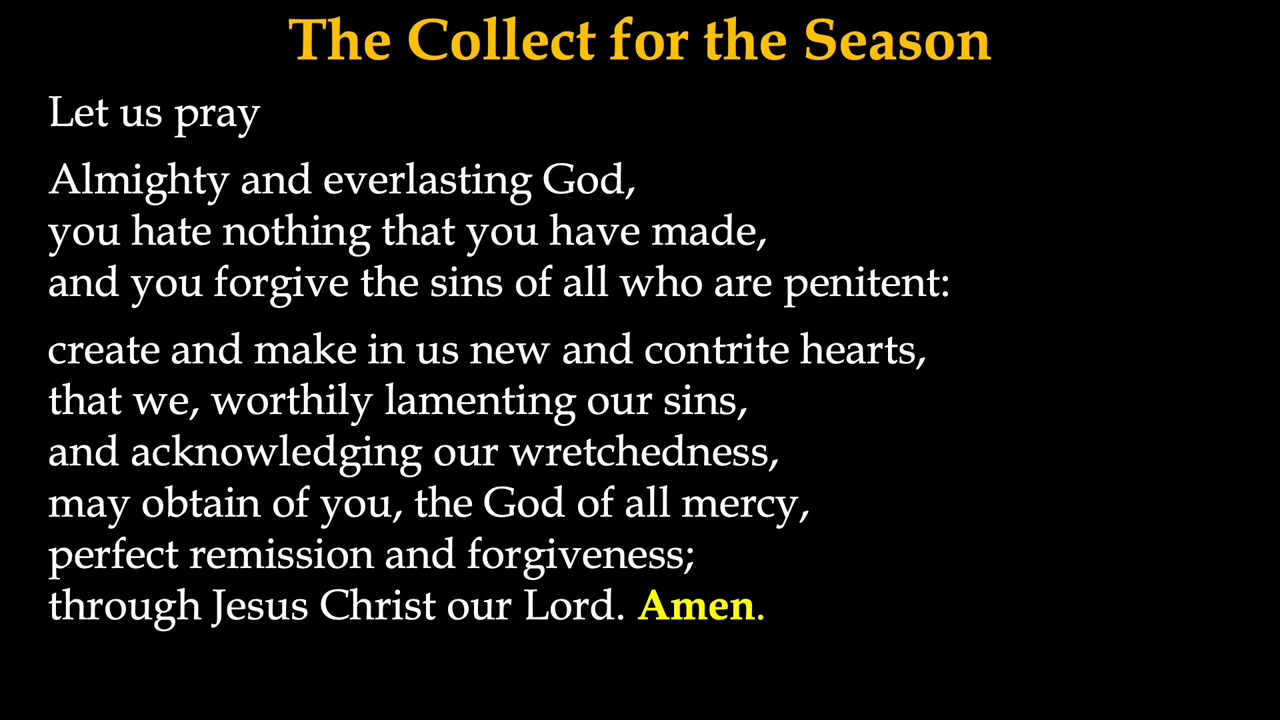 The Collect for the Season
Let us pray
Almighty and everlasting God,
you hate nothing that you have made,
and you forgive the sins of all who are penitent:
create and make in us new and contrite hearts,
that we, worthily lamenting our sins,
and acknowledging our wretchedness,
may obtain of you, the God of all mercy,
perfect remission and forgiveness;
through Jesus Christ our Lord. Amen.